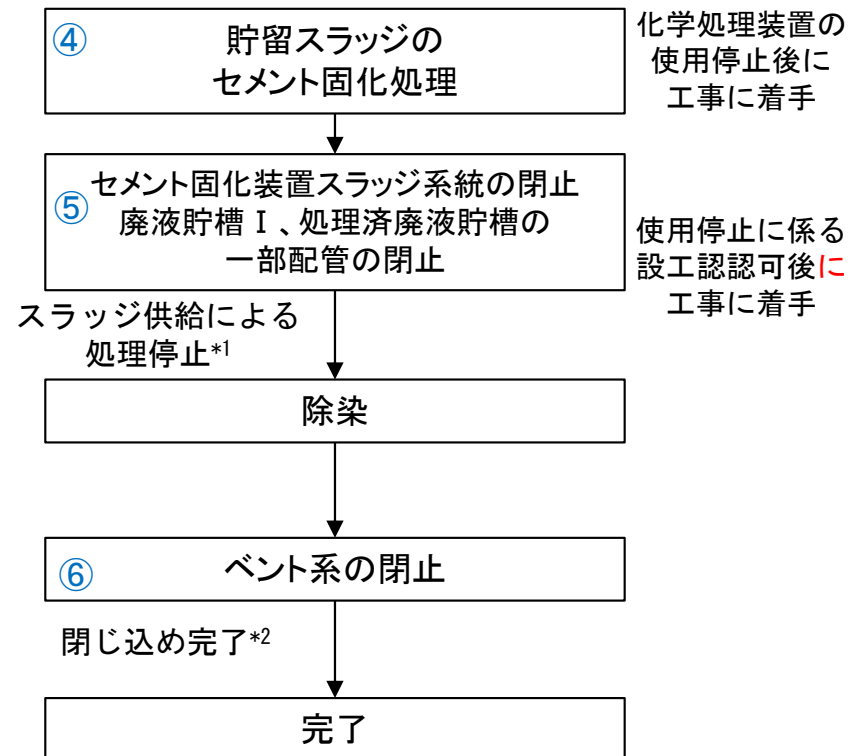 ④
貯留スラッジの
セメント固化処理
化学処理装置の
使用停止後に
工事に着手
⑤
セメント固化装置スラッジ系統の閉止
廃液貯槽Ⅰ、処理済廃液貯槽の
一部配管の閉止
使用停止に係る
設工認認可後に
工事に着手
スラッジ供給による
処理停止*1
除染
⑥
ベント系の閉止
閉じ込め完了*2
完了